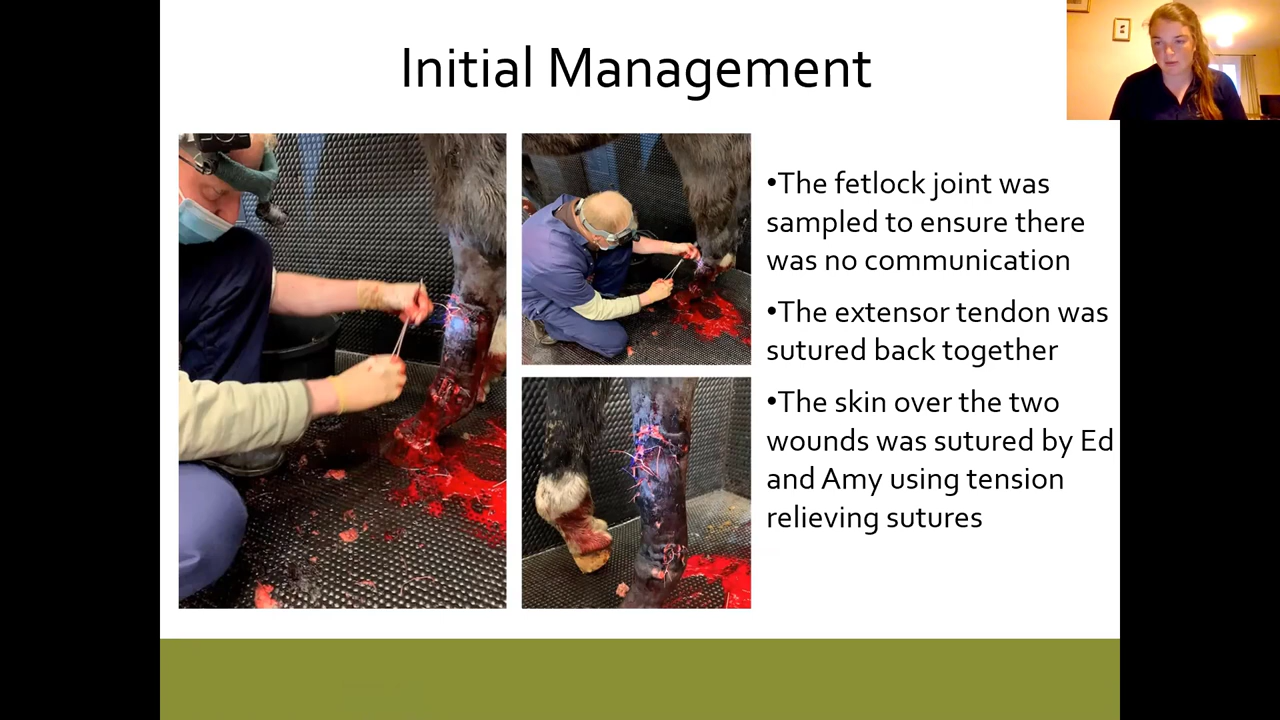 Initial Management
•The fetlock joint was
sampled to ensure there
was no communication
•The extensor tendon was
sutured back together
•The skin over the two
wounds was sutured by Ed
and Amy using tension
relieving sutures